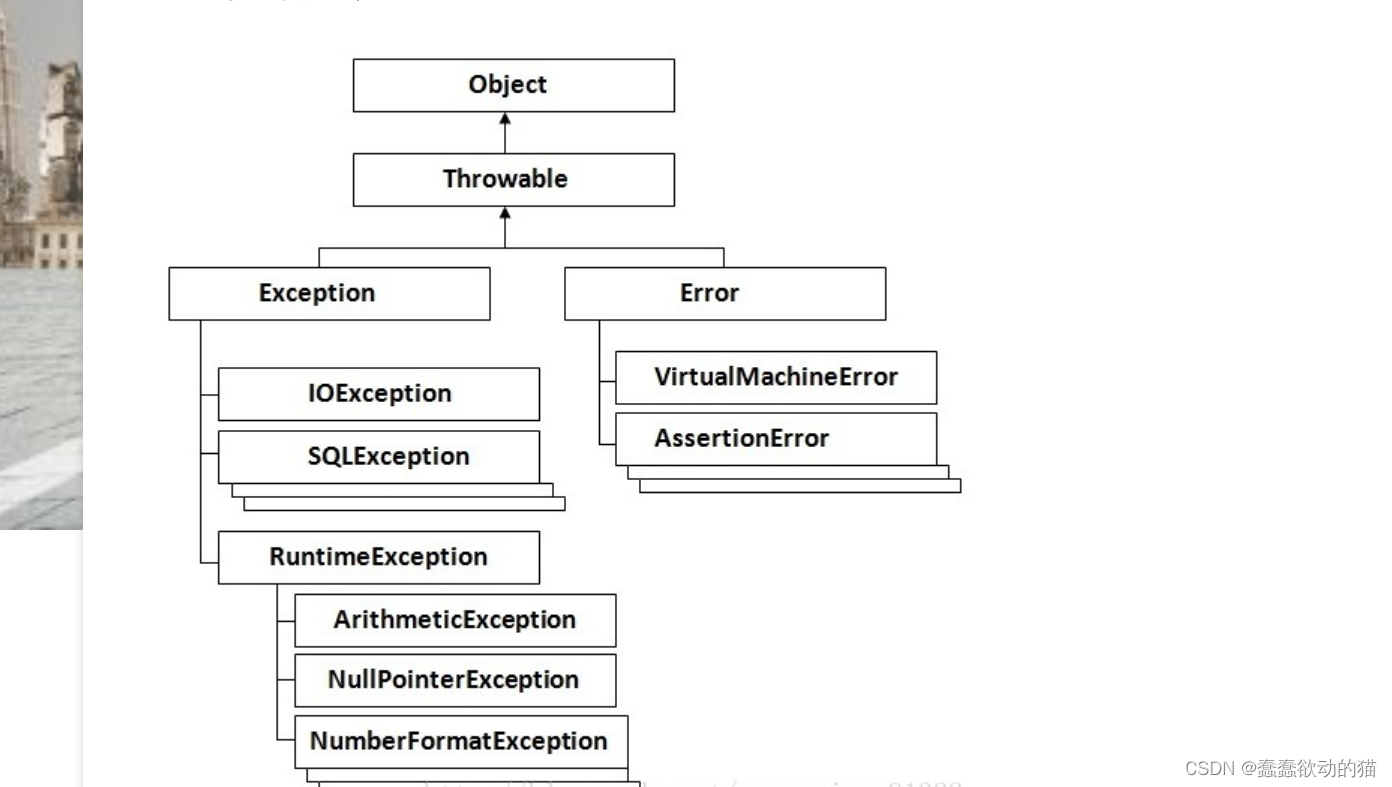 Object
Throwable
Exception
Error
VirtualMachineError
IOException
AssertionError
SQLException
RuntimeException
ArithmeticException
NullPointerException
NumberFormatException
CSDN @蠢蠢欲动的猫